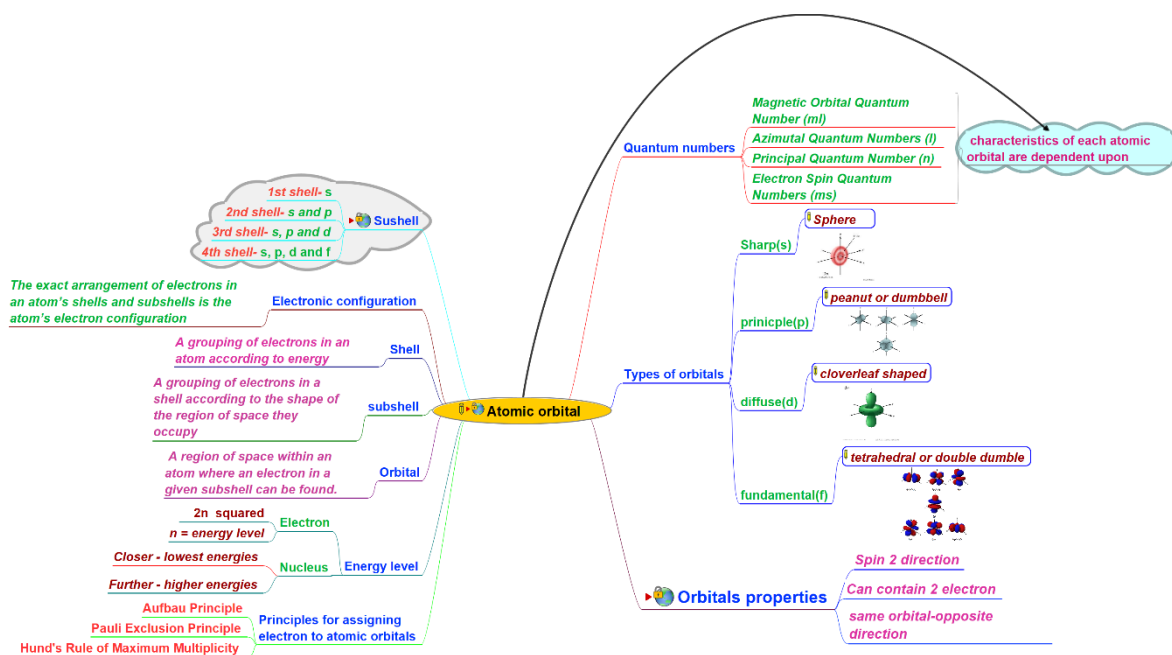 Atomic orbital
Quantum numbers
Magnetic Orbital Quantum
Number (ml)
Azimutal Quantum Numbers (l)
Principal Quantum Number (n)
Electron Spin Quantum
Numbers (ms)
characteristics of each atomic
orbital are dependent upon
Types of orbitals
Sharp(s)
Sphere
prinicple(p)
peanut or dumbbell
diffuse(d)
cloverleaf shaped
fundamental(f)
tetrahedral or double dumble
Orbitals properties
Spin 2 direction
Can contain 2 electron
same orbital-opposite
direction
Sushell
1st shell- s
2nd shell- s and p
3rd shell- s, p and d
4th shell- s, p, d and f
Electronic configuration
The exact arrangement of electrons in
an atom's shells and subshells is the
atom's electron configuration
Shell
A grouping of electrons in an
atom according to energy
subshell
A grouping of electrons in a
shell according to the shape of
the region of space they
occupy
Orbital
A region of space within an
atom where an electron in a
given subshell can be found.
Energy level
Electron
2n squared
n = energy level
Nucleus
Closer - lowest energies
Further - higher energies
Principles for assigning
electron to atomic orbitals
Aufbau Principle
Pauli Exclusion Principle
Hund's Rule of Maximum Multiplicity